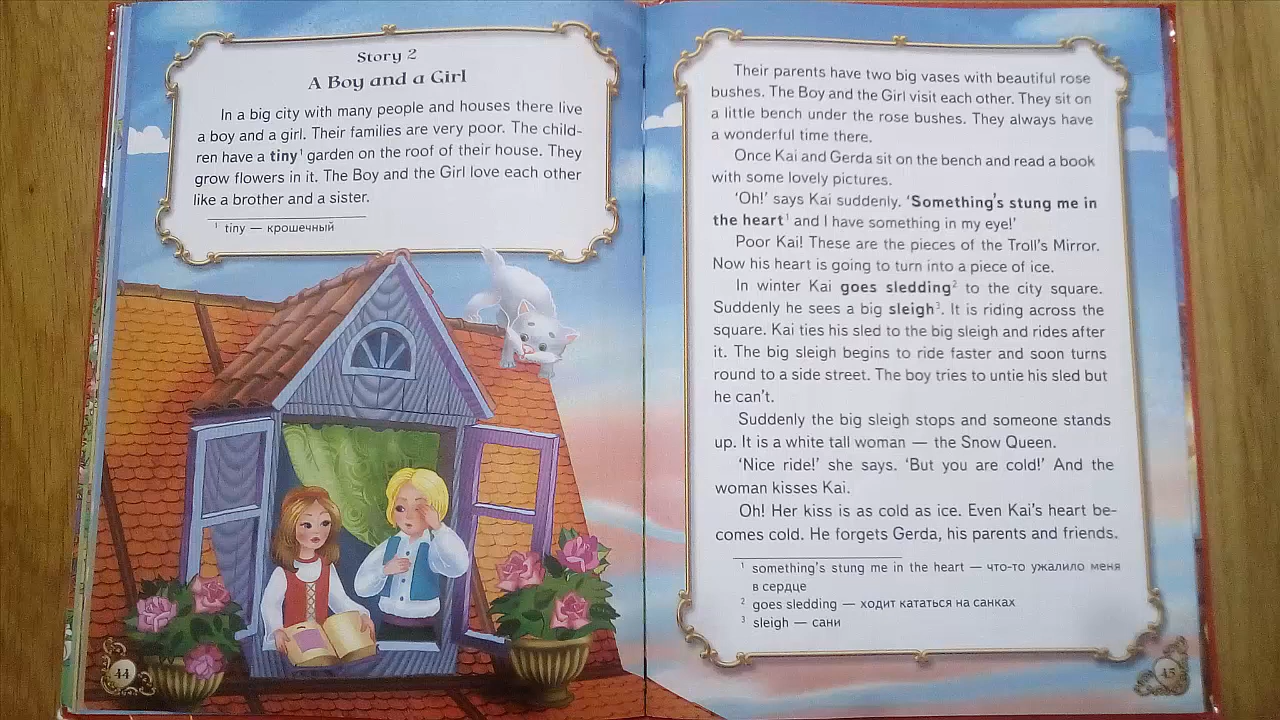 Story 2
A Boy and a Girl
In a big city with many people and houses there live
a boy and a girl. Their families are very poor. The child-
ren have a tiny¹ garden on the roof of their house. They
grow flowers in it. The Boy and the Girl love each other
like a brother and a sister.
¹ tiny — крошечный
44
Their parents have two big vases with beautiful rose
bushes. The Boy and the Girl visit each other. They sit on
a little bench under the rose bushes. They always have
a wonderful time there.
Once Kai and Gerda sit on the bench and read a book
with some lovely pictures.
‘Oh!’ says Kai suddenly. ‘Something’s stung me in
the heart¹ and I have something in my eye!’
Poor Kai! These are the pieces of the Troll’s Mirror.
Now his heart is going to turn into a piece of ice.
In winter Kai goes sledding² to the city square.
Suddenly he sees a big sleigh³. It is riding across the
square. Kai ties his sled to the big sleigh and rides after
it. The big sleigh begins to ride faster and soon turns
round to a side street. The boy tries to untie his sled but
he can’t.
Suddenly the big sleigh stops and someone stands
up. It is a white tall woman — the Snow Queen.
‘Nice ride!’ she says. ‘But you are cold!’ And the
woman kisses Kai.
Oh! Her kiss is as cold as ice. Even Kai’s heart be-
comes cold. He forgets Gerda, his parents and friends.
¹ something’s stung me in the heart — что-то ужалило меня
в сердце
² goes sledding — ходит кататься на санках
³ sleigh — сани
45